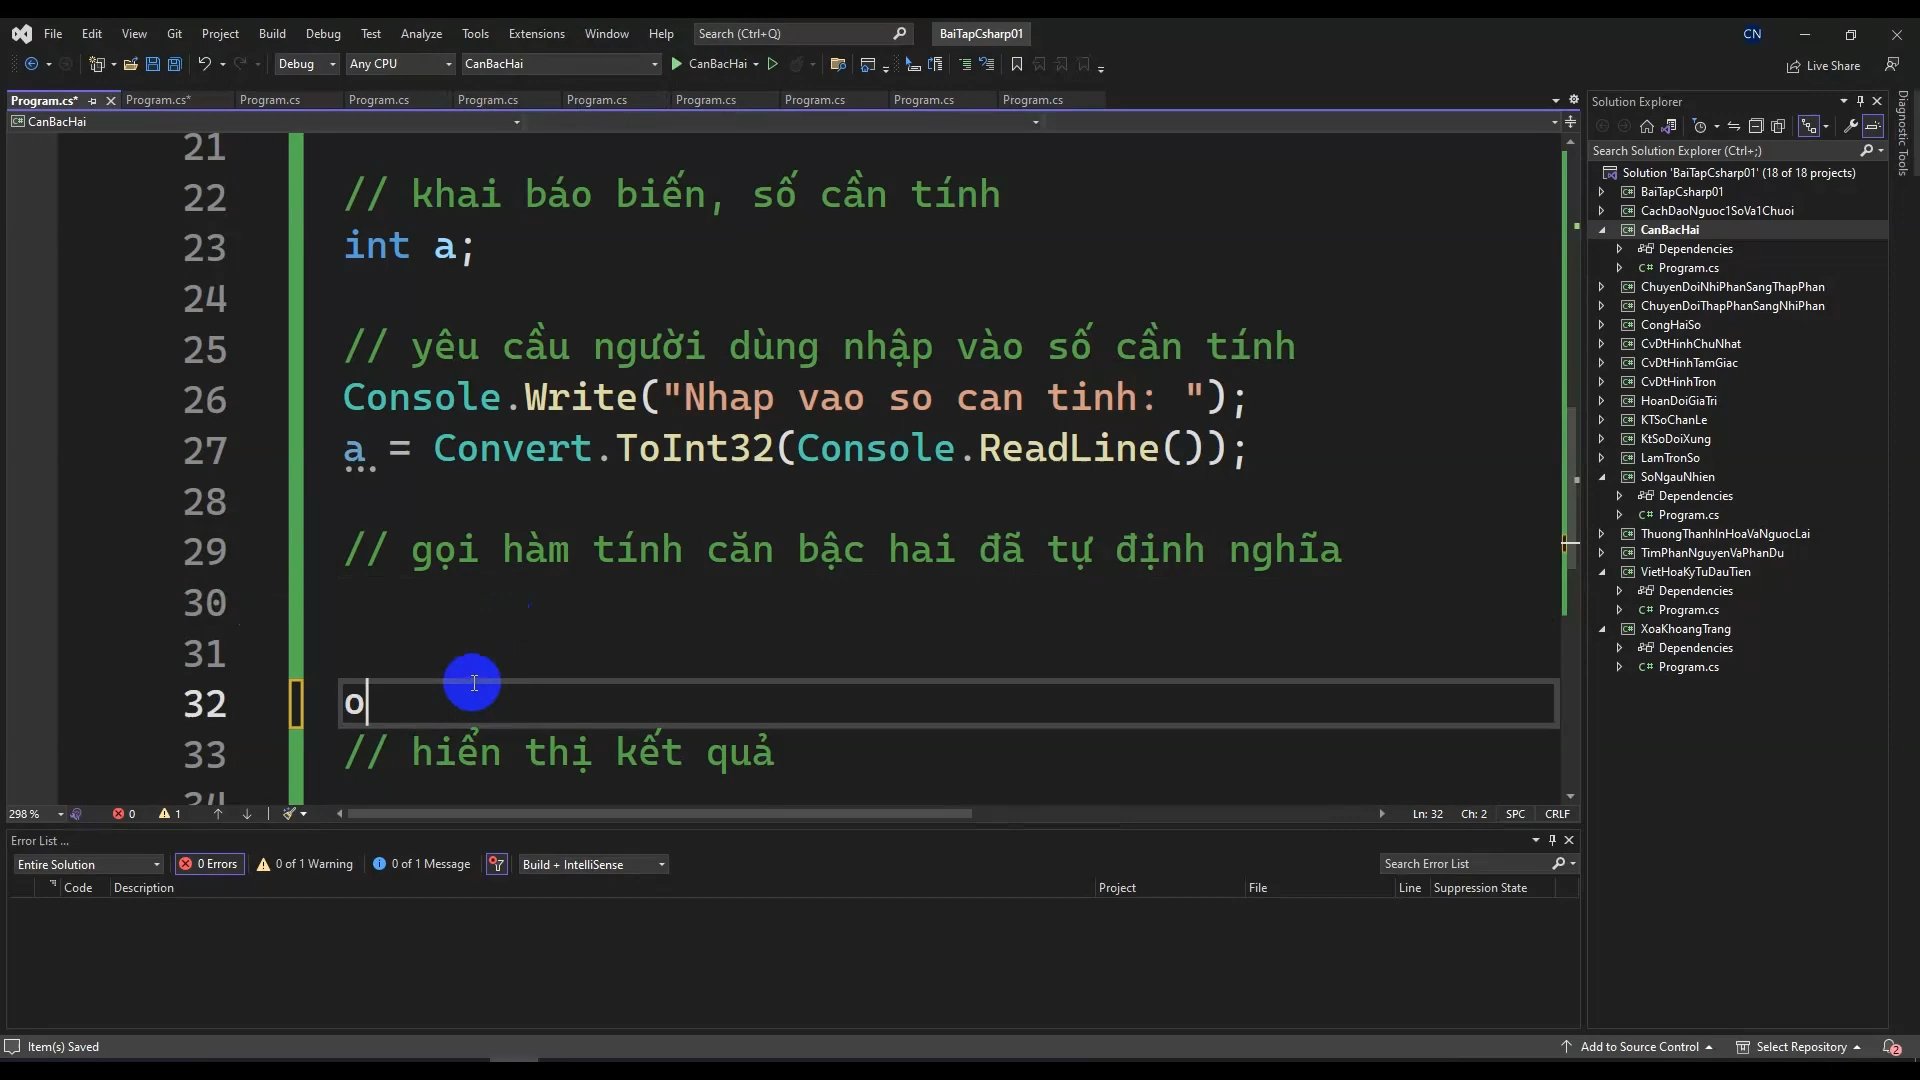 File Edit View Git Project Build Debug Test Analyze Tools Extensions Window Help Search (Ctrl+Q) BaiTapCsharp01 CN
Debug Any CPU CanBacHai CanBacHai Live Share
Program.cs* Program.cs* Program.cs Program.cs Program.cs Program.cs Program.cs Program.cs Program.cs Program.cs
CanBacHai
21
22 // khai báo biến, số cần tính
23 int a;
24
25 // yêu cầu người dùng nhập vào số cần tính
26 Console.Write("Nhap vao so can tinh: ");
27 a = Convert.ToInt32(Console.ReadLine());
28
29 // gọi hàm tính căn bậc hai đã tự định nghĩa
30
31
32 o
33 // hiển thị kết quả
34
298 % 0 1 Ln: 32 Ch: 2 SPC CRLF
Error List ...
Entire Solution 0 Errors 0 of 1 Warning 0 of 1 Message Build + IntelliSense Search Error List
Code Description Project File Line Suppression State
Solution Explorer
Search Solution Explorer (Ctrl+;)
Solution 'BaiTapCsharp01' (18 of 18 projects)
BaiTapCsharp01
CachDaoNguoc1SoVa1Chuoi
CanBacHai
Dependencies
C# Program.cs
ChuyenDoiNhiPhanSangThapPhan
ChuyenDoiThapPhanSangNhiPhan
CongHaiSo
CvDtHinhChuNhat
CvDtHinhTamGiac
CvDtHinhTron
HoanDoiGiaTri
KTSoChanLe
KtSoDoiXung
LamTronSo
SoNgauNhien
Dependencies
C# Program.cs
ThuongThanhInHoaVaNguocLai
TimPhanNguyenVaPhanDu
VietHoaKyTuDauTien
Dependencies
C# Program.cs
XoaKhoangTrang
Dependencies
C# Program.cs
Diagnostic Tools
Item(s) Saved Add to Source Control Select Repository 2